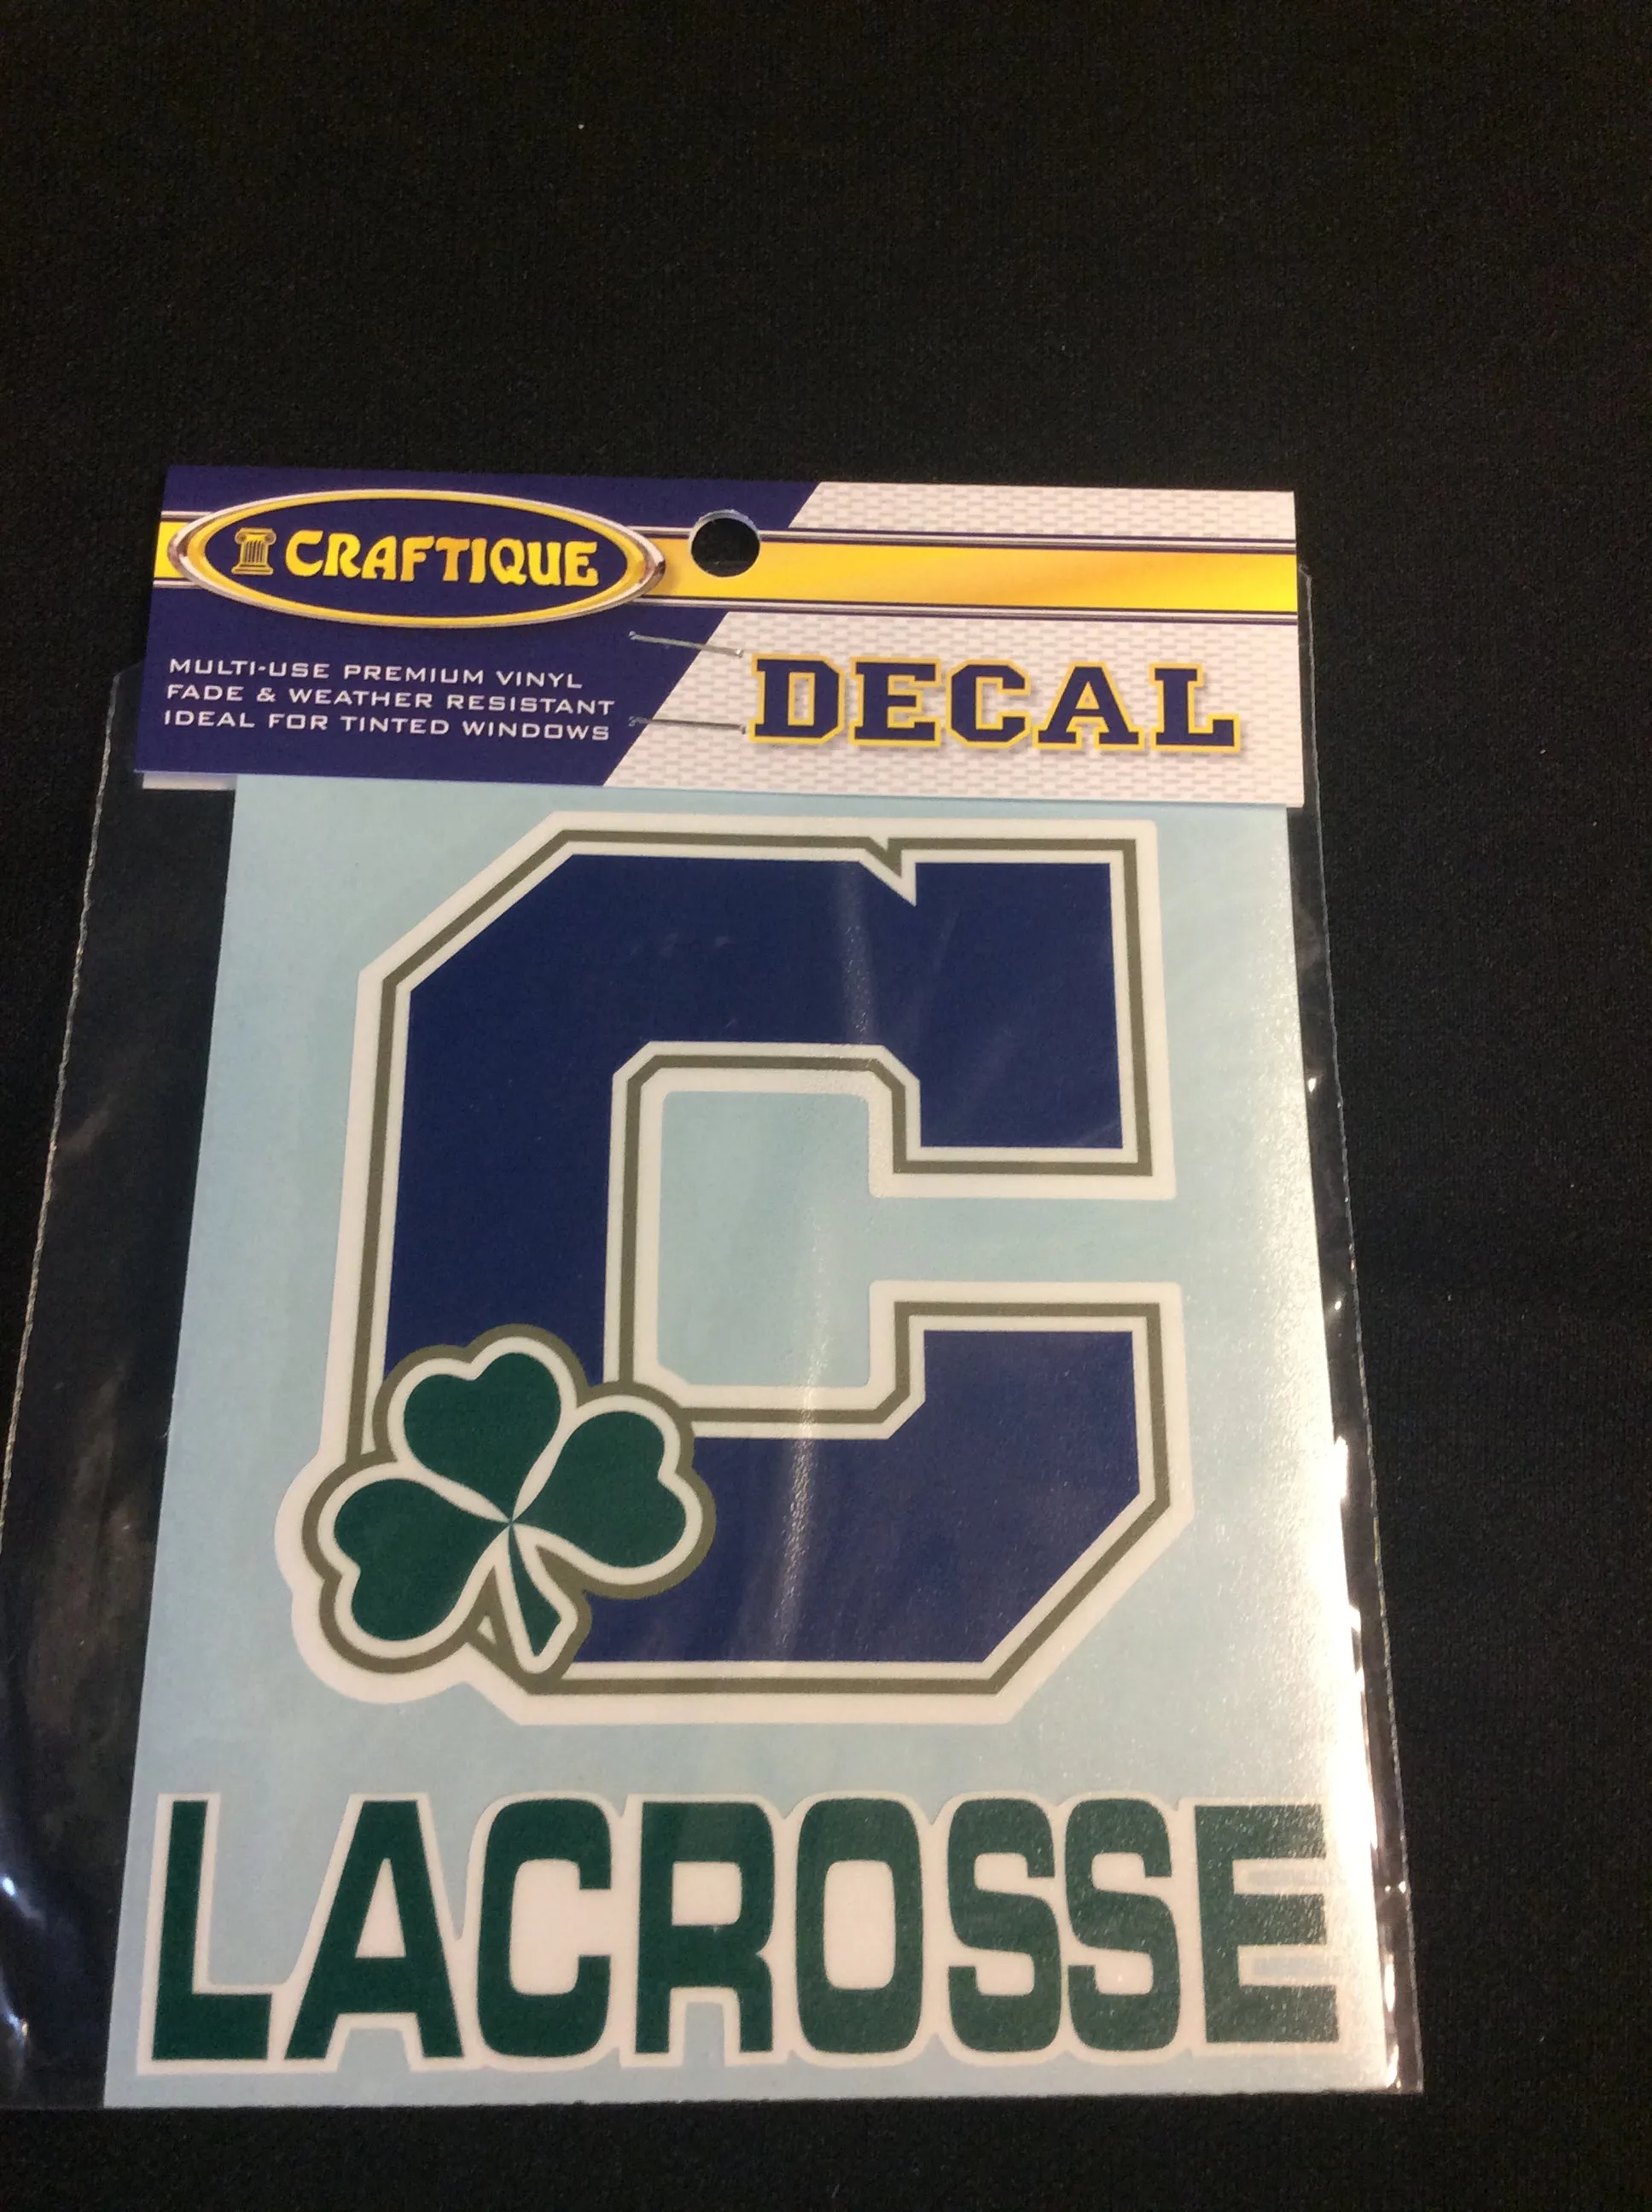 CRAFTIQUE
MULTI-USE PREMIUM VINYL
FADE & WEATHER RESISTANT
IDEAL FOR TINTED WINDOWS
DECAL
C
LACROSSE